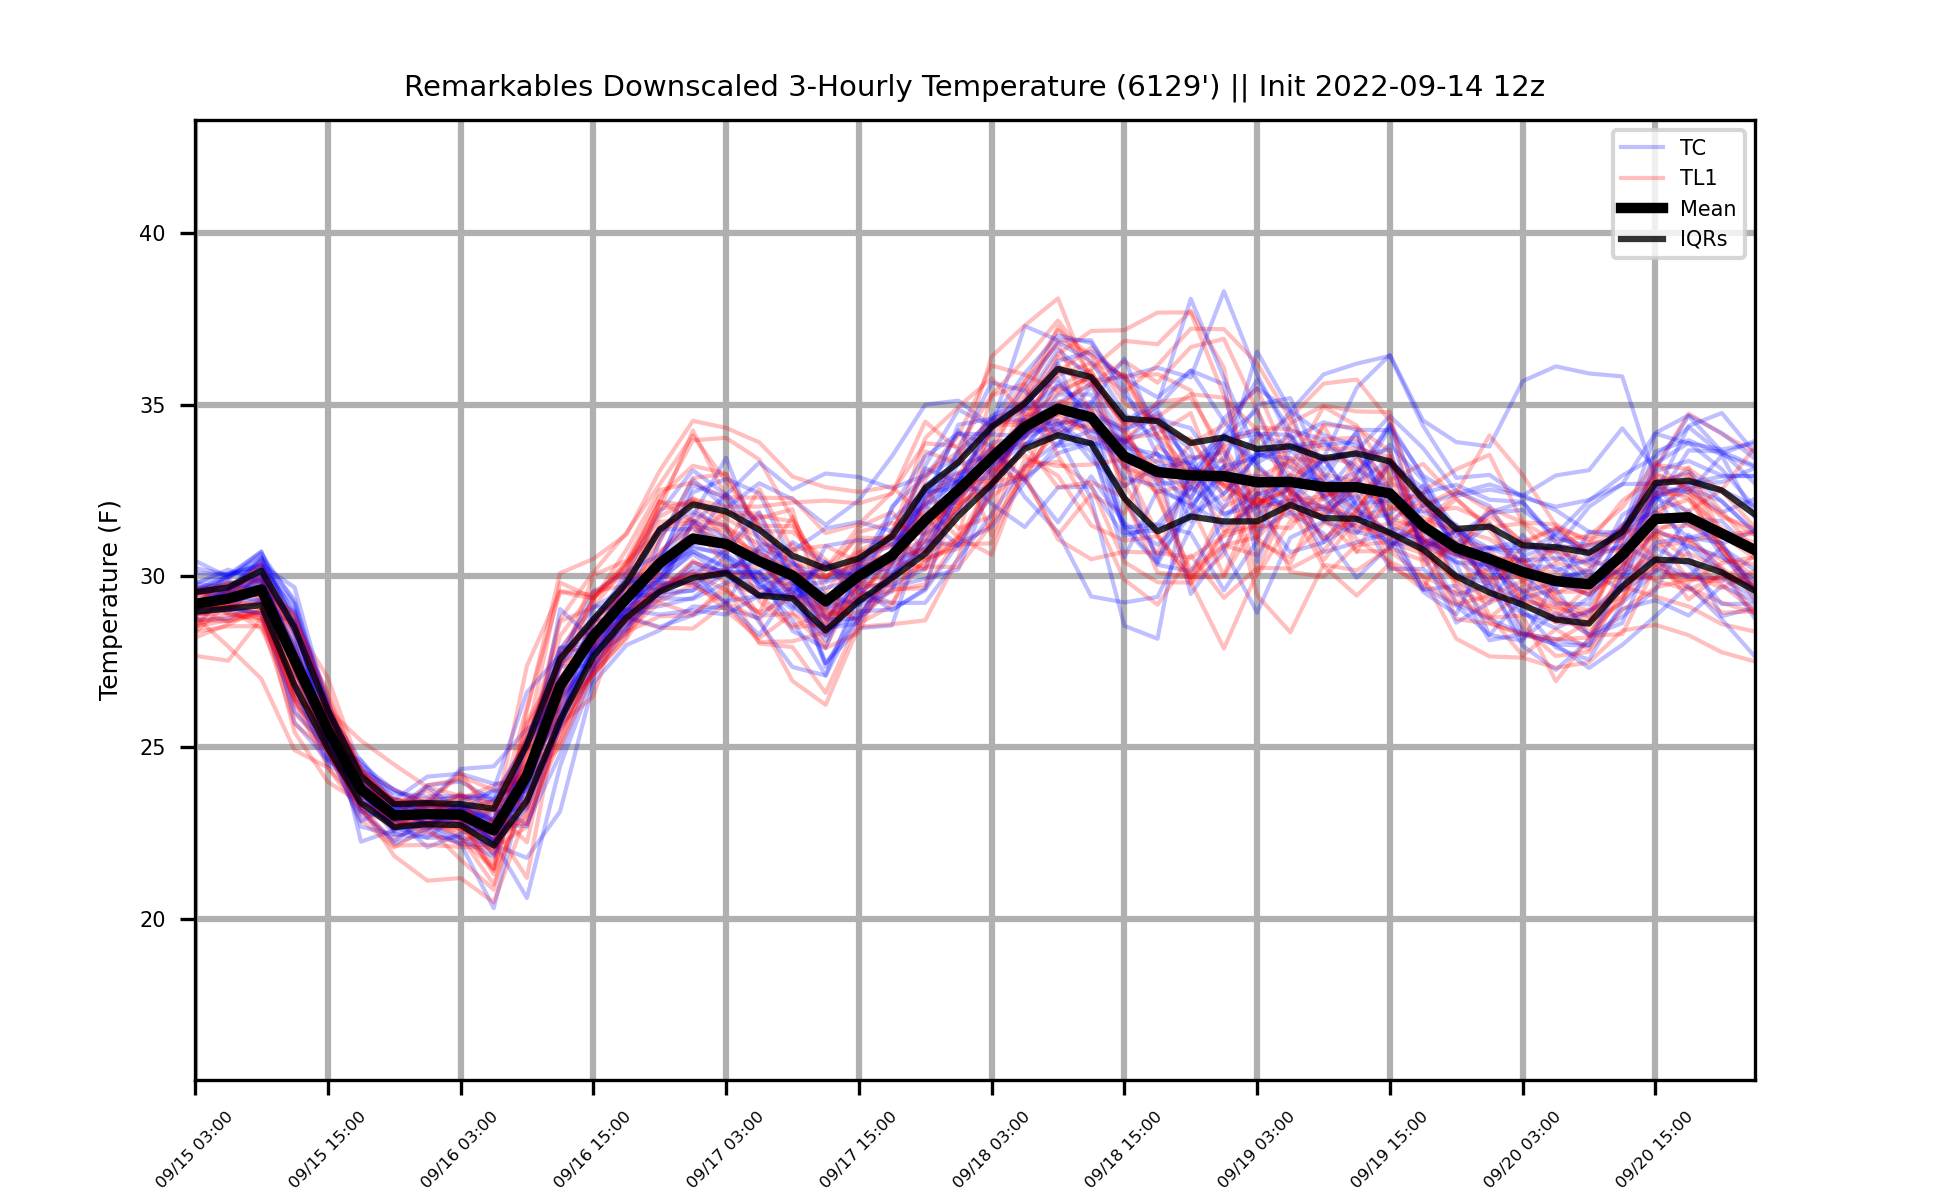 Remarkables Downscaled 3-Hourly Temperature (6129') || Init 2022-09-14 12z
TC
TL1
Mean
IQRs
Temperature (F)
40
35
30
25
20
09/15 03:00
09/15 15:00
09/16 03:00
09/16 15:00
09/17 03:00
09/17 15:00
09/18 03:00
09/18 15:00
09/19 03:00
09/19 15:00
09/20 03:00
09/20 15:00